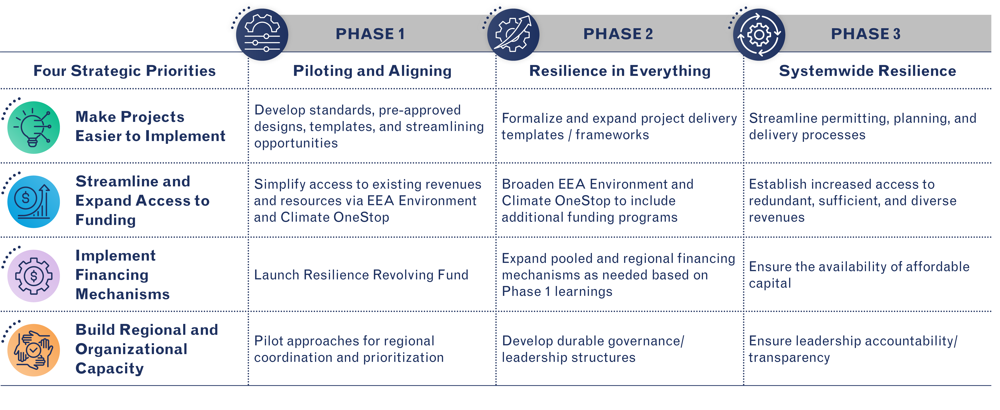 PHASE 1
PHASE 2
PHASE 3
Four Strategic Priorities
Piloting and Aligning
Resilience in Everything
Systemwide Resilience
Make Projects
Easier to Implement
Develop standards, pre-approved
designs, templates, and streamlining
opportunities
Formalize and expand project delivery
templates / frameworks
Streamline permitting, planning, and
delivery processes
Streamline and
Expand Access to
Funding
Simplify access to existing revenues
and resources via EEA Environment
and Climate OneStop
Broaden EEA Environment and
Climate OneStop to include
additional funding programs
Establish increased access to
redundant, sufficient, and diverse
revenues
Implement
Financing
Mechanisms
Launch Resilience Revolving Fund
Expand pooled and regional financing
mechanisms as needed based on
Phase 1 learnings
Ensure the availability of affordable
capital
Build Regional and
Organizational
Capacity
Pilot approaches for regional
coordination and prioritization
Develop durable governance/
leadership structures
Ensure leadership accountability/
transparency